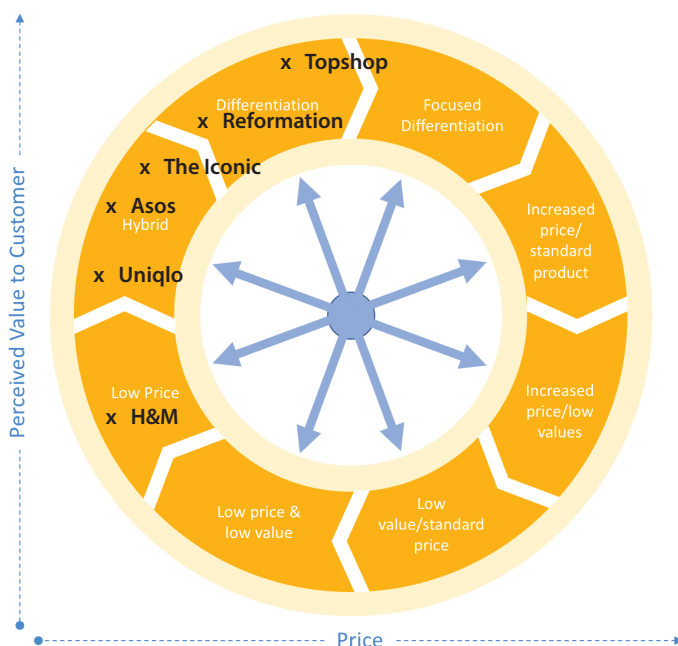 x Topshop
Differentiation
x Reformation
Focused
Differentiation
x The Iconic
x Asos
Hybrid
Increased
price/
standard
product
x Uniqlo
Low Price
x H&M
Increased
price/low
values
Low price &
low value
Low
value/standard
price
Perceived Value to Customer
Price